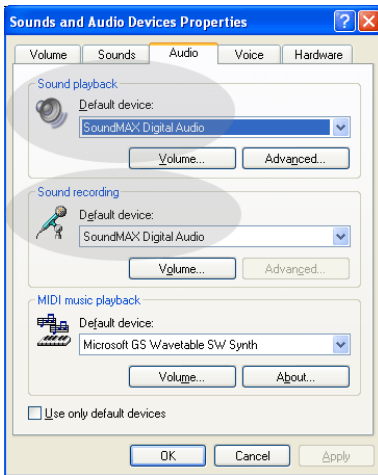 Sounds and Audio Devices Properties
Volume Sounds Audio Voice Hardware
Sound playback
Default device:
SoundMAX Digital Audio
Volume... Advanced...
Sound recording
Default device:
SoundMAX Digital Audio
Volume... Advanced...
MIDI music playback
Default device:
Microsoft GS Wavetable SW Synth
Volume... About...
Use only default devices
OK Cancel Apply